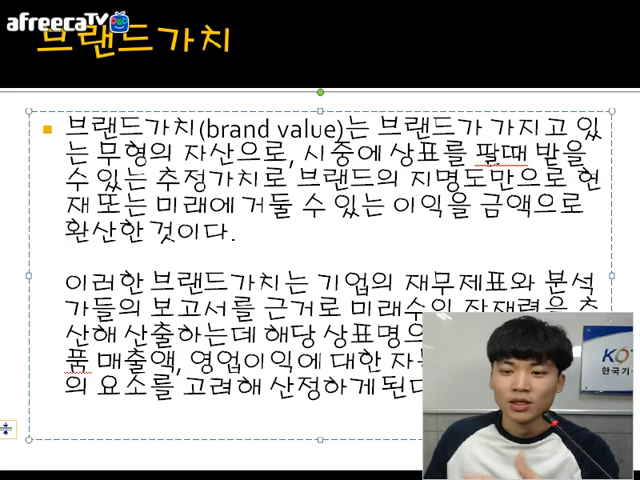 afreecaTV
브랜드가치
브랜드가치(brand value)는 브랜드가 가지고 있
는 무형의 자산으로, 시중에 상표를 팔때 받을
수 있는 추정가치로 브랜드의 지명도만으로 현
재 또는 미래에 거둘 수 있는 이익을 금액으로
환산한 것이다.
이러한 브랜드가치는 기업의 재무제표와 분석
가들의 보고서를 근거로 미래수익 잠재력을 추
산해 산출하는데 해당 상표명으
품 매출액, 영업이익에 대한 자
의 요소를 고려해 산정하게된다
KO
한국기